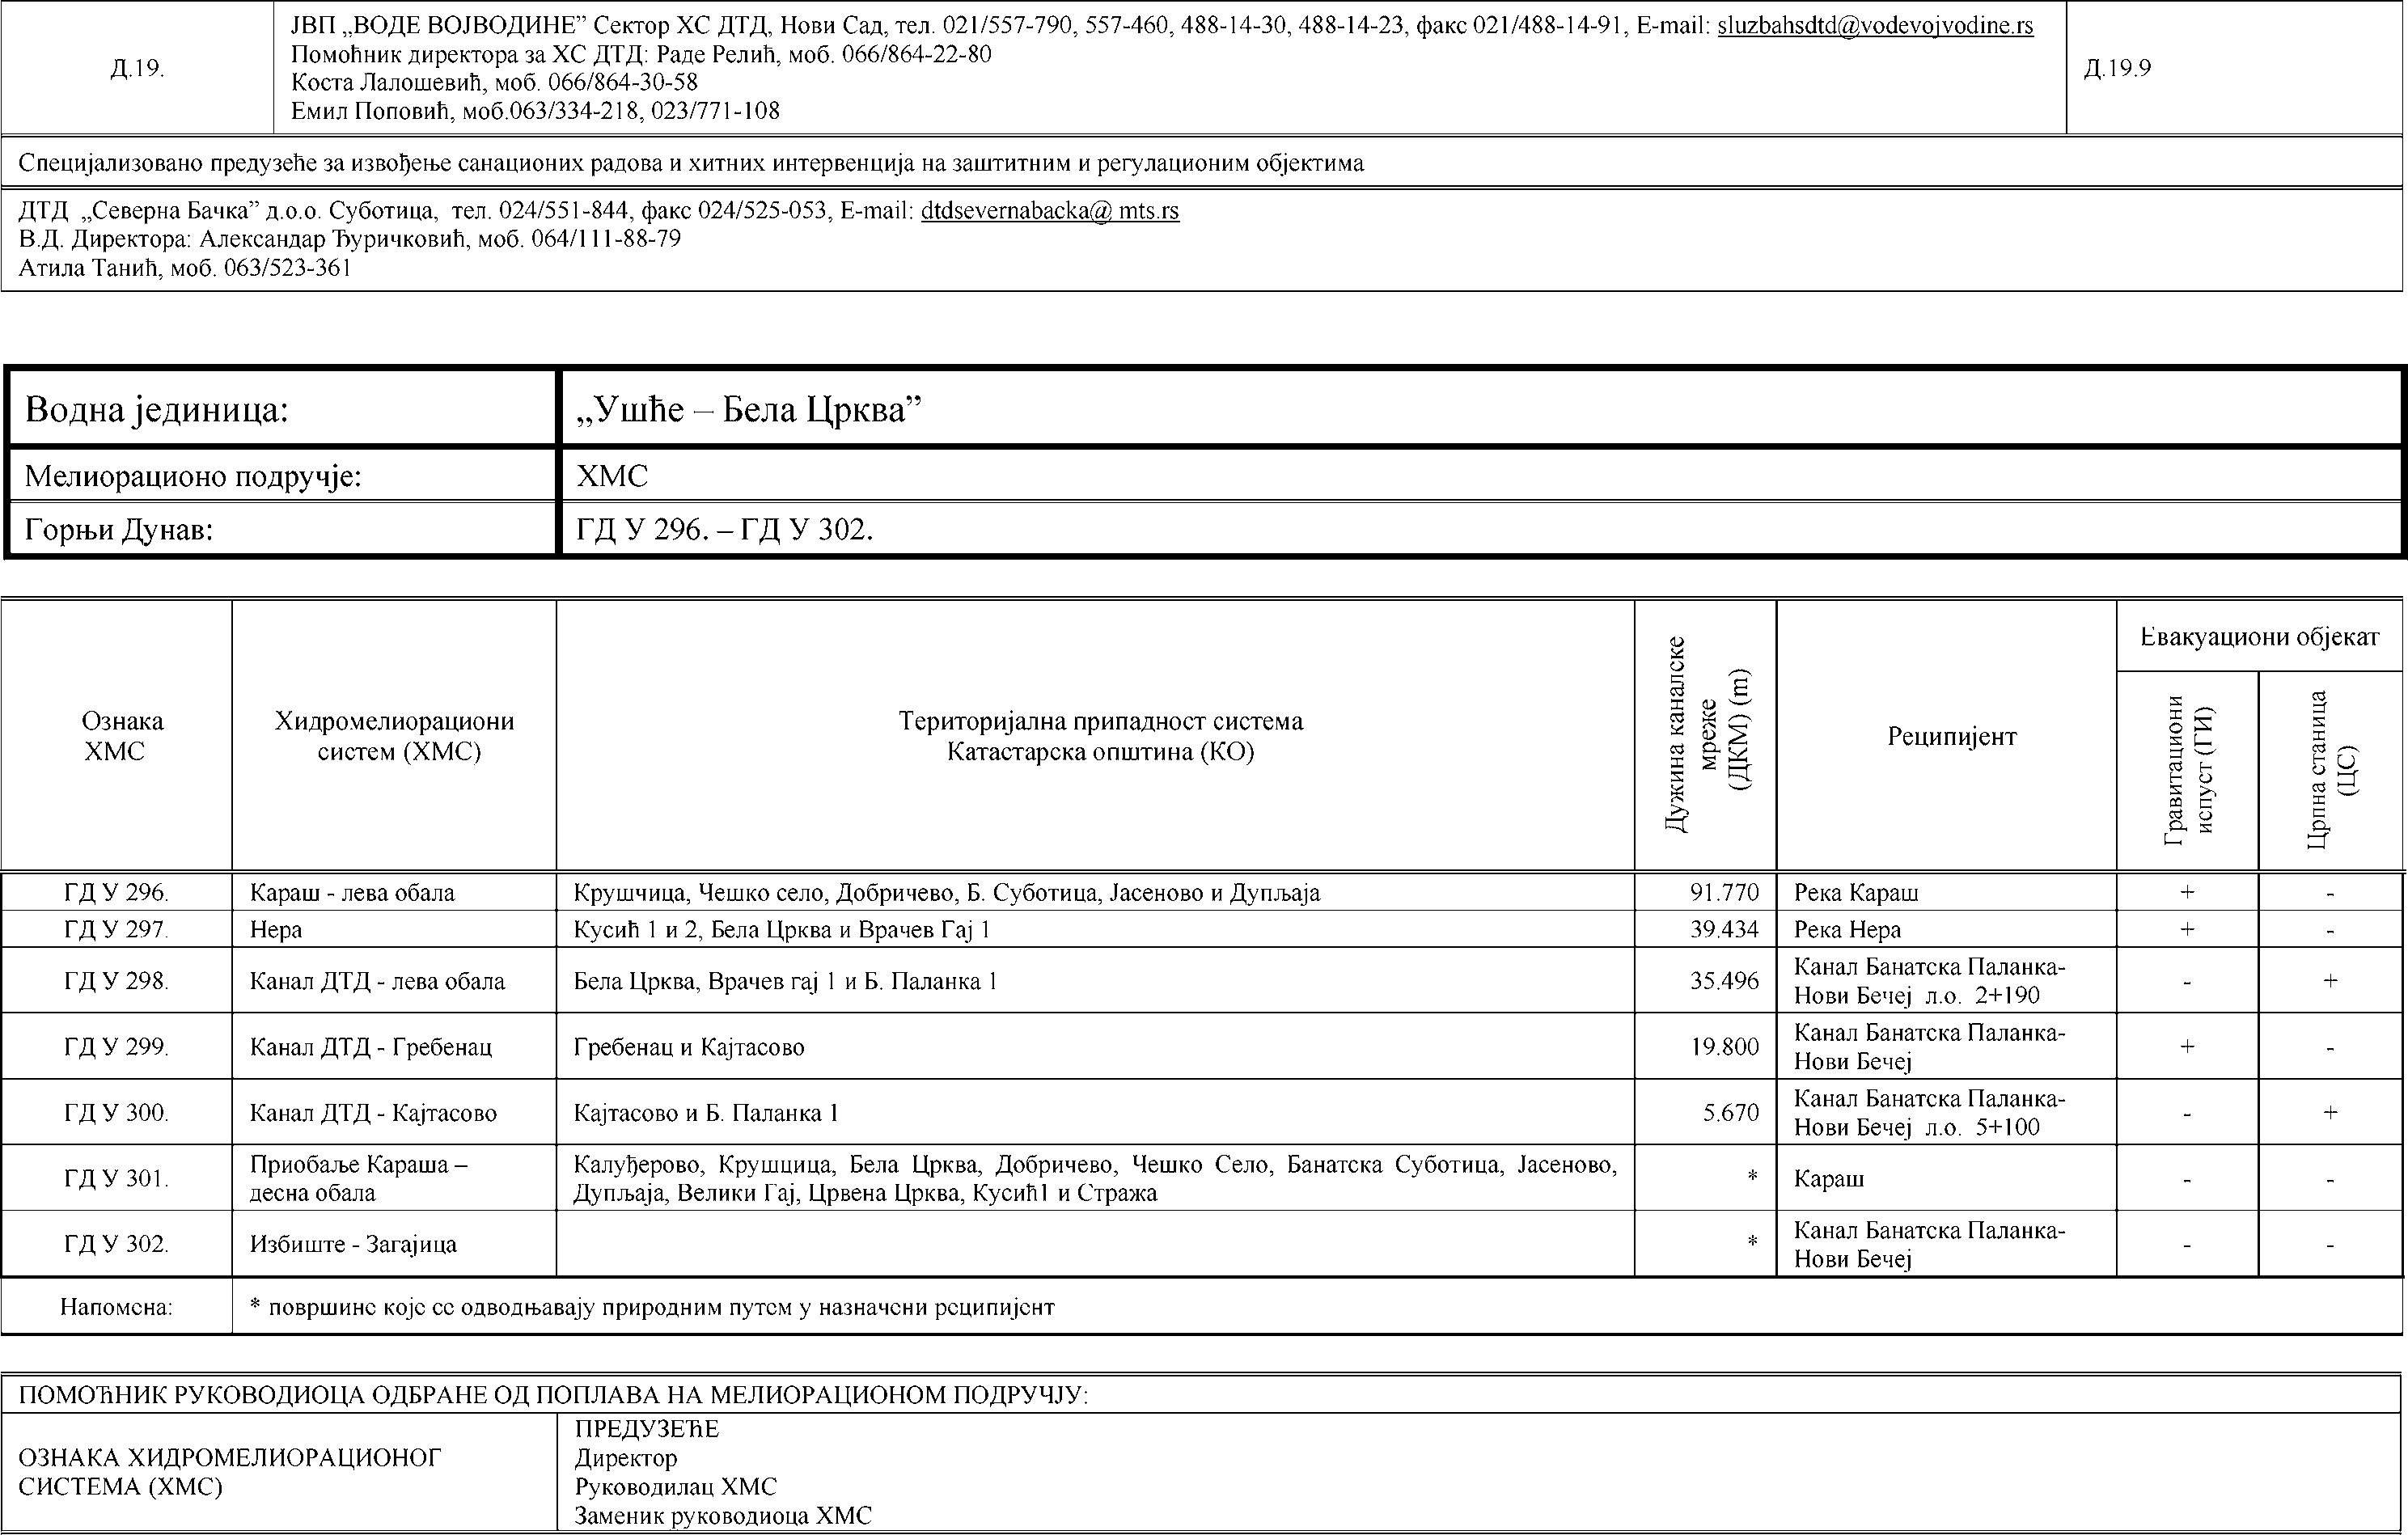 Д.19.
ЈВП „ВОДЕ ВОЈВОДИНЕ” Сектор ХС ДТД, Нови Сад, тел. 021/557-790, 557-460, 488-14-30, 488-14-23, факс 021/488-14-91, E-mail: sluzbahsdtd@vodevojvodine.rs
Помоћник директора за ХС ДТД: Раде Релић, моб. 066/864-22-80
Коста Лалошевић, моб. 066/864-30-58
Емил Поповић, моб.063/334-218, 023/771-108
Д.19.9
Специјализовано предузеће за извођење санационих радова и хитних интервенција на заштитним и регулационим објектима
ДТД „Северна Бачка” д.о.о. Суботица, тел. 024/551-844, факс 024/525-053, E-mail: dtdsevernabacka@ mts.rs
В.Д. Директора: Александар Ђуричковић, моб. 064/111-88-79
Атила Танић, моб. 063/523-361
Водна јединица:
„Ушће – Бела Црква”
Мелиорационо подручје:
ХМС
Горњи Дунав:
ГД У 296. – ГД У 302.
Ознака
ХМС
Хидромелиорациони
систем (ХМС)
Територијална припадност система
Катастарска општина (КО)
Дужина каналске
мреже
(ДКМ) (m)
Реципијент
Евакуациони објекат
Гравитациони
испуст (ГИ)
Црпна станица
(ЦС)
ГД У 296. Караш - лева обала Крушчица, Чешко село, Добричево, Б. Суботица, Јасеново и Дупљаја 91.770 Река Караш + -
ГД У 297. Нера Кусић 1 и 2, Бела Црква и Врачев Гај 1 39.434 Река Нера + -
ГД У 298. Канал ДТД - лева обала Бела Црква, Врачев гај 1 и Б. Паланка 1 35.496 Канал Банатска Паланка-
Нови Бечеј л.о. 2+190 - +
ГД У 299. Канал ДТД - Гребенац Гребенац и Кајтасово 19.800 Канал Банатска Паланка-
Нови Бечеј + -
ГД У 300. Канал ДТД - Кајтасово Кајтасово и Б. Паланка 1 5.670 Канал Банатска Паланка-
Нови Бечеј л.о. 5+100 - +
ГД У 301. Приобаље Караша –
десна обала
Калуђерово, Крушцица, Бела Црква, Добричево, Чешко Село, Банатска Суботица, Јасеново,
Дупљаја, Велики Гај, Црвена Црква, Кусић1 и Стража
* Караш - -
ГД У 302. Избиште - Загајица * Канал Банатска Паланка-
Нови Бечеј - -
Напомена: * површине које се одводњавају природним путем у назначени реципијент
ПОМОЋНИК РУКОВОДИОЦА ОДБРАНЕ ОД ПОПЛАВА НА МЕЛИОРАЦИОНОМ ПОДРУЧЈУ:
ОЗНАКА ХИДРОМЕЛИОРАЦИОНОГ
СИСТЕМА (ХМС)
ПРЕДУЗЕЋЕ
Директор
Руководилац ХМС
Заменик руководиоца ХМС